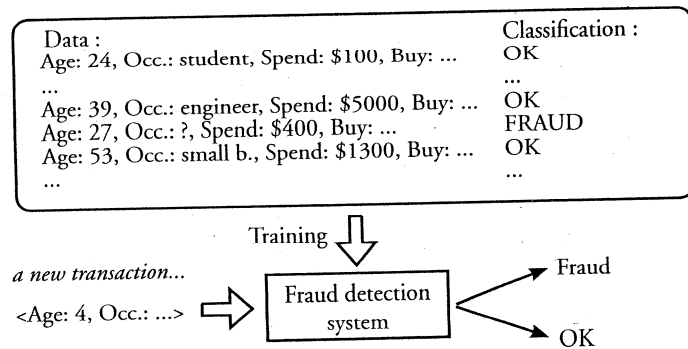 Data : Classification :
Age: 24, Occ.: student, Spend: $100, Buy: ... OK
... ...
Age: 39, Occ.: engineer, Spend: $5000, Buy: ... OK
Age: 27, Occ.: ?, Spend: $400, Buy: ... FRAUD
Age: 53, Occ.: small b., Spend: $1300, Buy: ... OK
... ...
Training
a new transaction...
<Age: 4, Occ.: ...>
Fraud detection
system
Fraud
OK